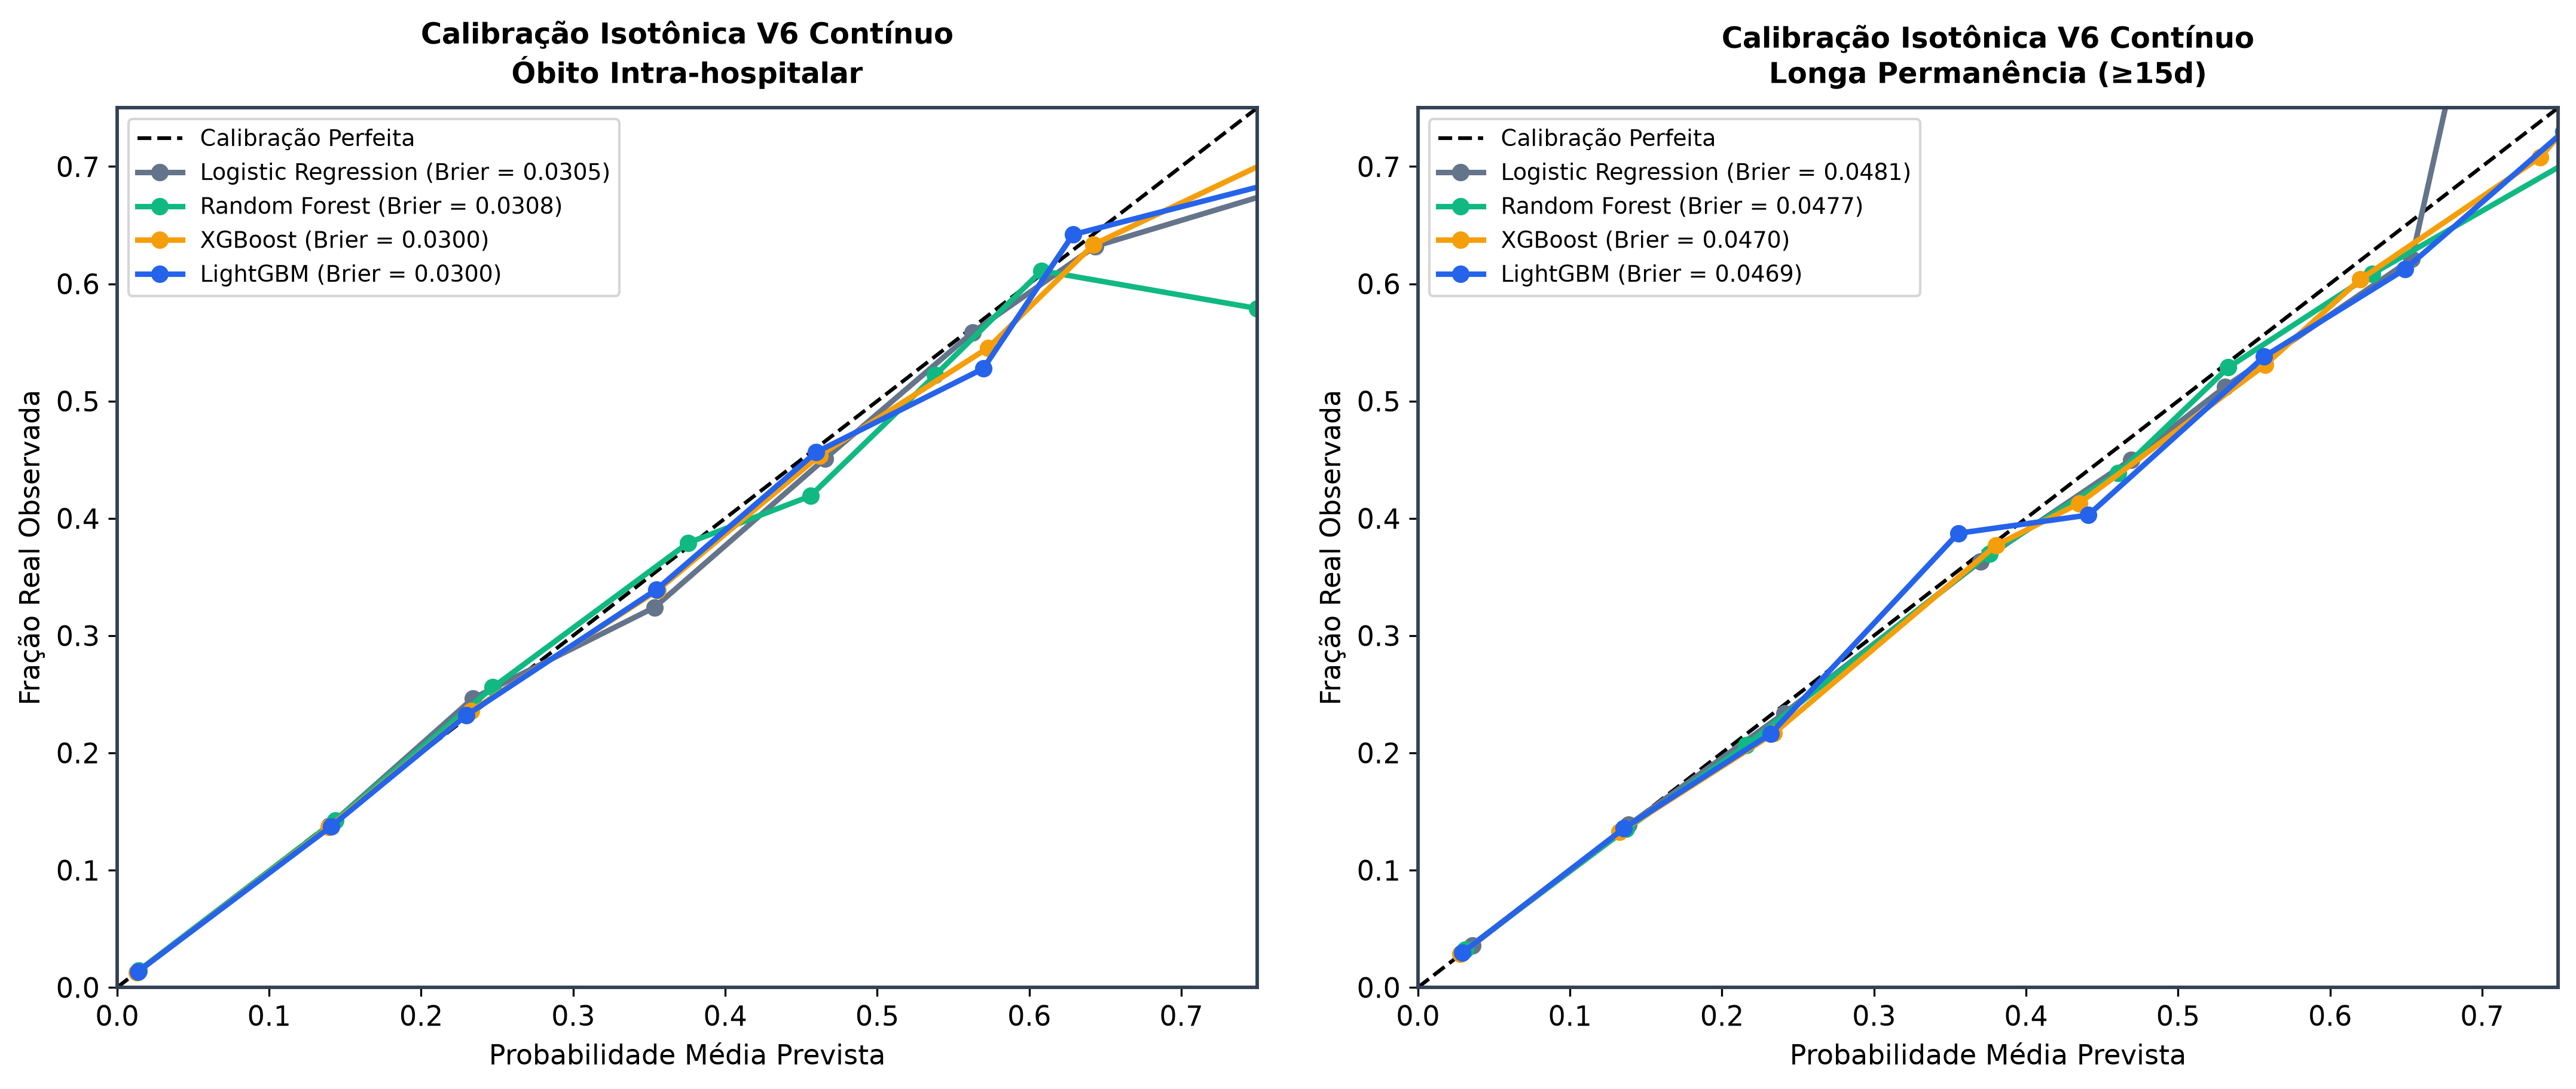 Calibração Isotônica V6 Contínuo
Óbito Intra-hospitalar
Calibração Perfeita
Logistic Regression (Brier = 0.0305)
Random Forest (Brier = 0.0308)
XGBoost (Brier = 0.0300)
LightGBM (Brier = 0.0300)
Fração Real Observada
0.7
0.6
0.5
0.4
0.3
0.2
0.1
0.0
0.0 0.1 0.2 0.3 0.4 0.5 0.6 0.7
Probabilidade Média Prevista
Calibração Isotônica V6 Contínuo
Longa Permanência (≥15d)
Calibração Perfeita
Logistic Regression (Brier = 0.0481)
Random Forest (Brier = 0.0477)
XGBoost (Brier = 0.0470)
LightGBM (Brier = 0.0469)
Fração Real Observada
0.7
0.6
0.5
0.4
0.3
0.2
0.1
0.0
0.0 0.1 0.2 0.3 0.4 0.5 0.6 0.7
Probabilidade Média Prevista